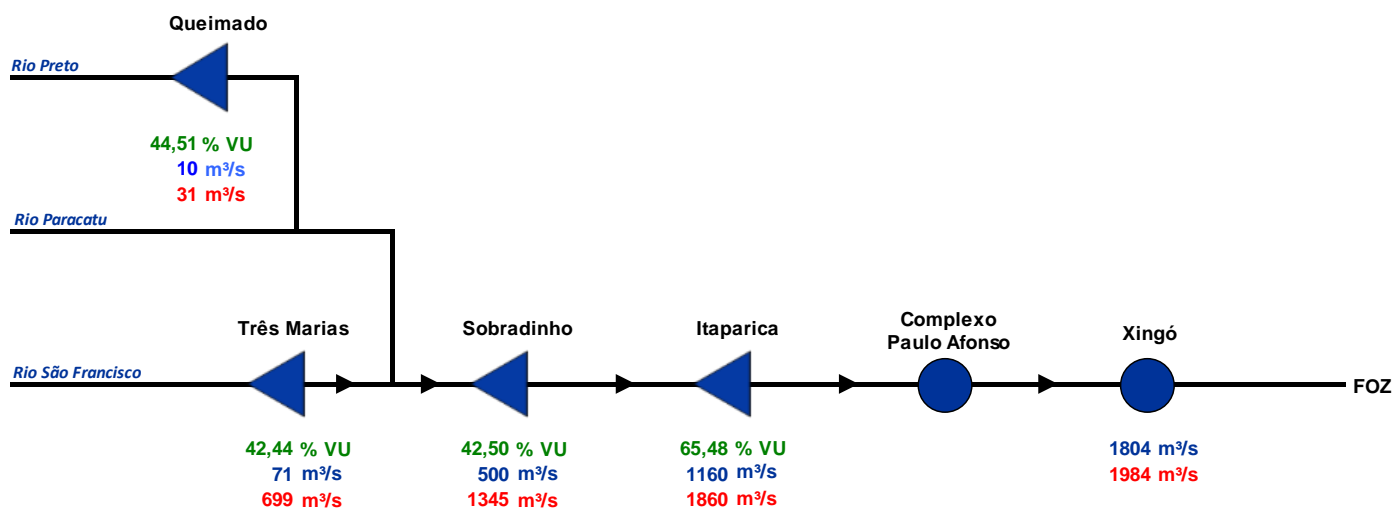 Queimado
Rio Preto
44,51 % VU
10 m³/s
31 m³/s
Rio Paracatu
Três Marias
Sobradinho
Itaparica
Complexo
Paulo Afonso
Xingó
Rio São Francisco
FOZ
42,44 % VU
71 m³/s
699 m³/s
42,50 % VU
500 m³/s
1345 m³/s
65,48 % VU
1160 m³/s
1860 m³/s
1804 m³/s
1984 m³/s